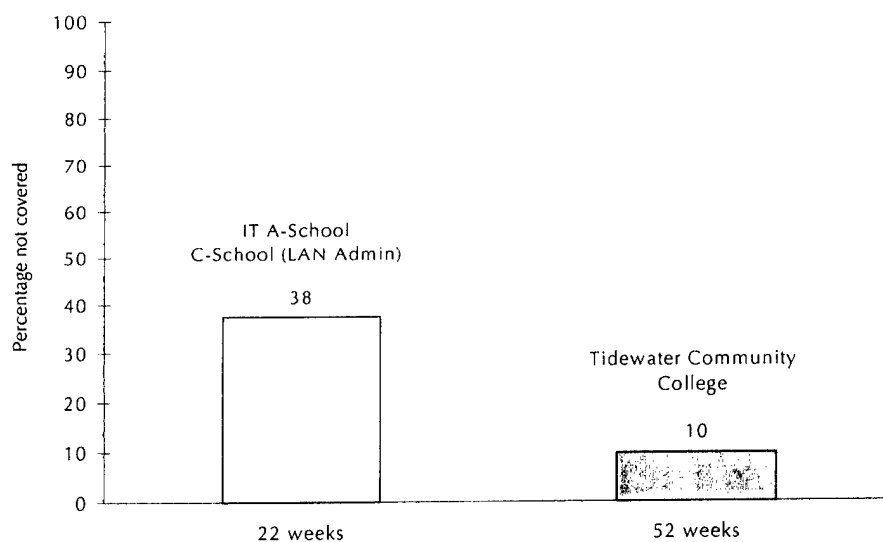 100
90
80
70
60
50
40
30
20
10
0
Percentage not covered
IT A-School
C-School (LAN Admin)
38
Tidewater Community
College
10
22 weeks
52 weeks